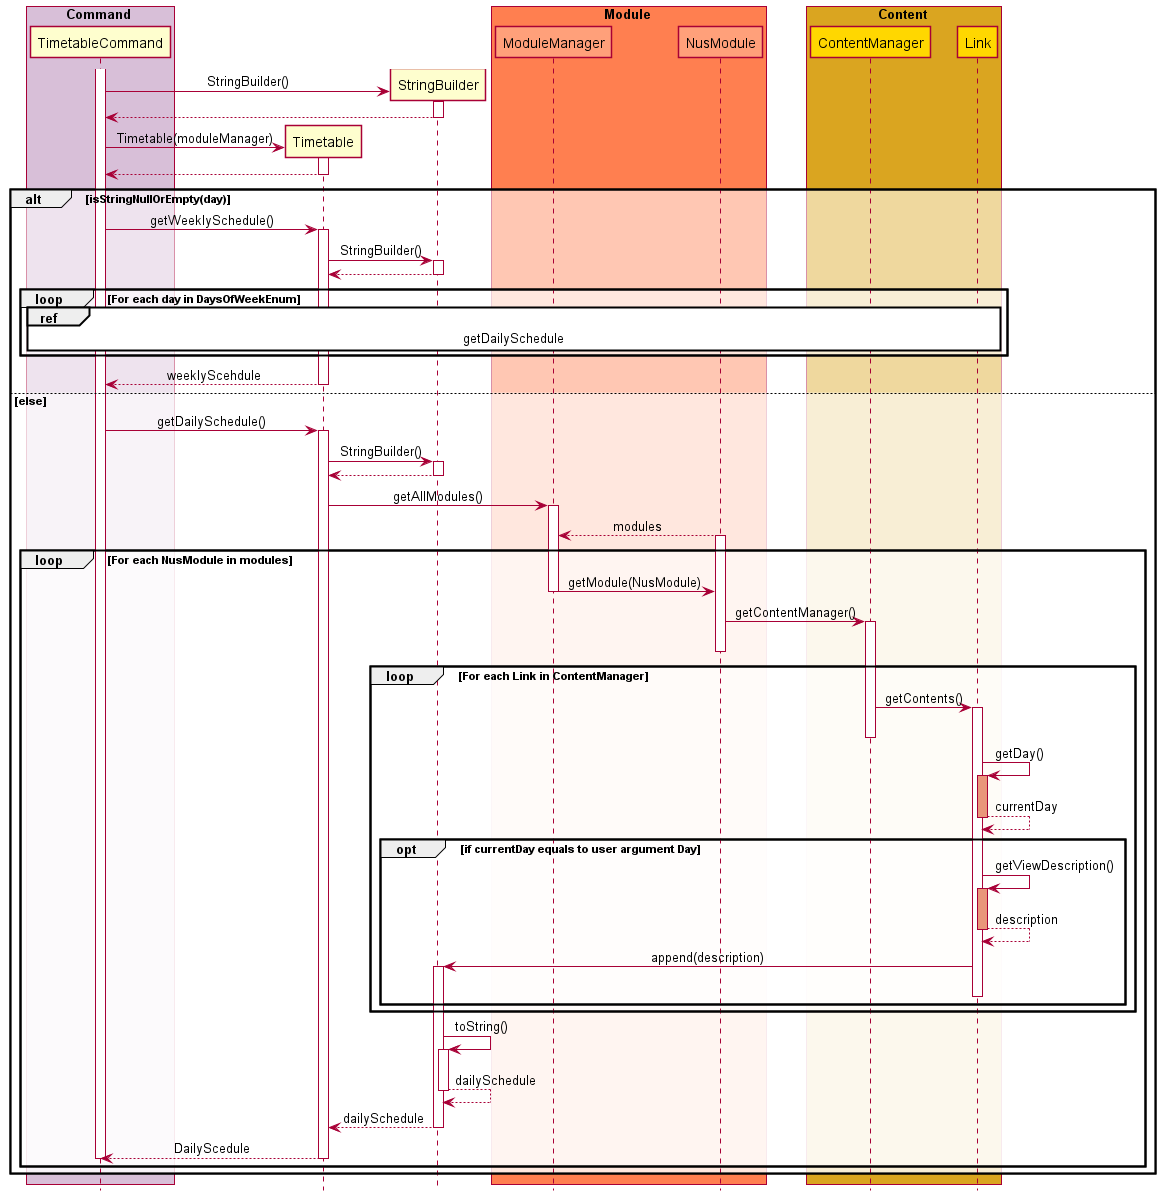 Command
Module
Content
TimetableCommand
ModuleManager
NusModule
ContentManager
Link
StringBuilder()
StringBuilder
Timetable(moduleManager)
Timetable
alt
[isStringNullOrEmpty(day)]
getWeeklySchedule()
StringBuilder()
loop
[For each day in DaysOfWeekEnum]
ref
getDailySchedule
weeklyScehdule
[else]
getDailySchedule()
StringBuilder()
getAllModules()
modules
loop
[For each NusModule in modules]
getModule(NusModule)
getContentManager()
loop
[For each Link in ContentManager]
getContents()
getDay()
currentDay
opt
[if currentDay equals to user argument Day]
getViewDescription()
description
append(description)
toString()
dailySchedule
dailySchedule
DailyScedule